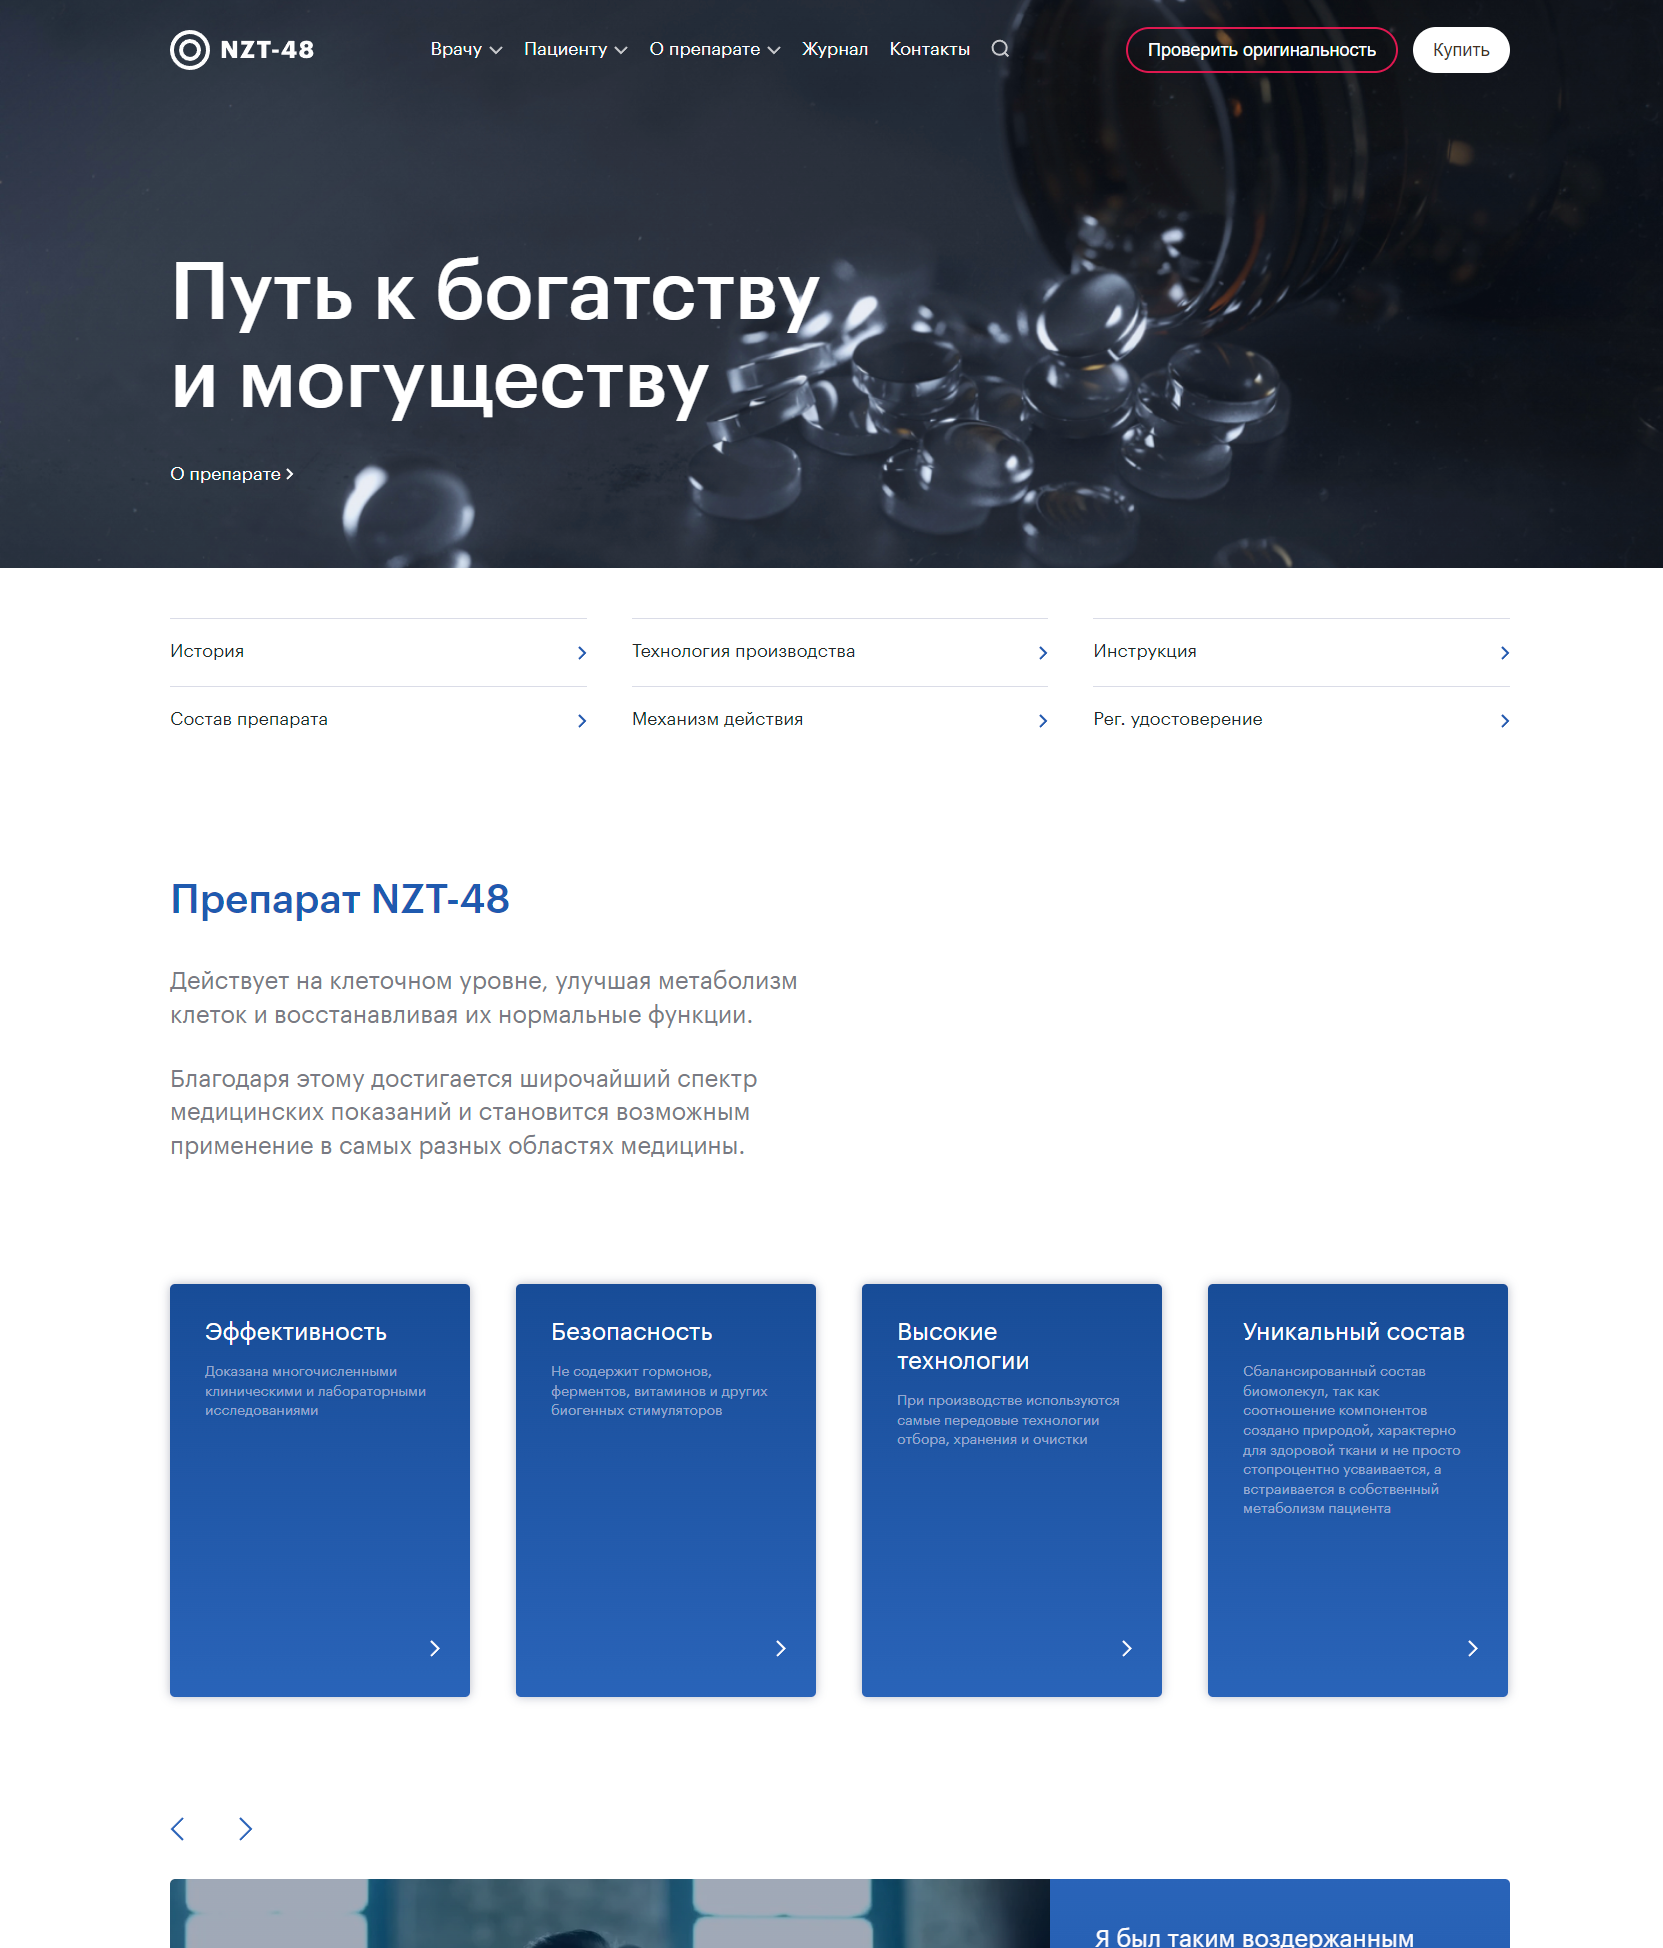 NZT-48
Врачу
Пациенту
О препарате
Журнал
Контакты
Проверить оригинальность
Купить
Путь к богатству
и могуществу
О препарате
История
Технология производства
Инструкция
Состав препарата
Механизм действия
Рег. удостоверение
Препарат NZT-48
Действует на клеточном уровне, улучшая метаболизм
клеток и восстанавливая их нормальные функции.
Благодаря этому достигается широчайший спектр
медицинских показаний и становится возможным
применение в самых разных областях медицины.
Эффективность
Доказана многочисленными
клиническими и лабораторными
исследованиями
Безопасность
Не содержит гормонов,
ферментов, витаминов и других
биогенных стимуляторов
Высокие
технологии
При производстве используются
самые передовые технологии
отбора, хранения и очистки
Уникальный состав
Сбалансированный состав
биомолекул, так как
соотношение компонентов
создано природой, характерно
для здоровой ткани и не просто
стопроцентно усваивается, а
встраивается в собственный
метаболизм пациента
Я был таким воздержанным